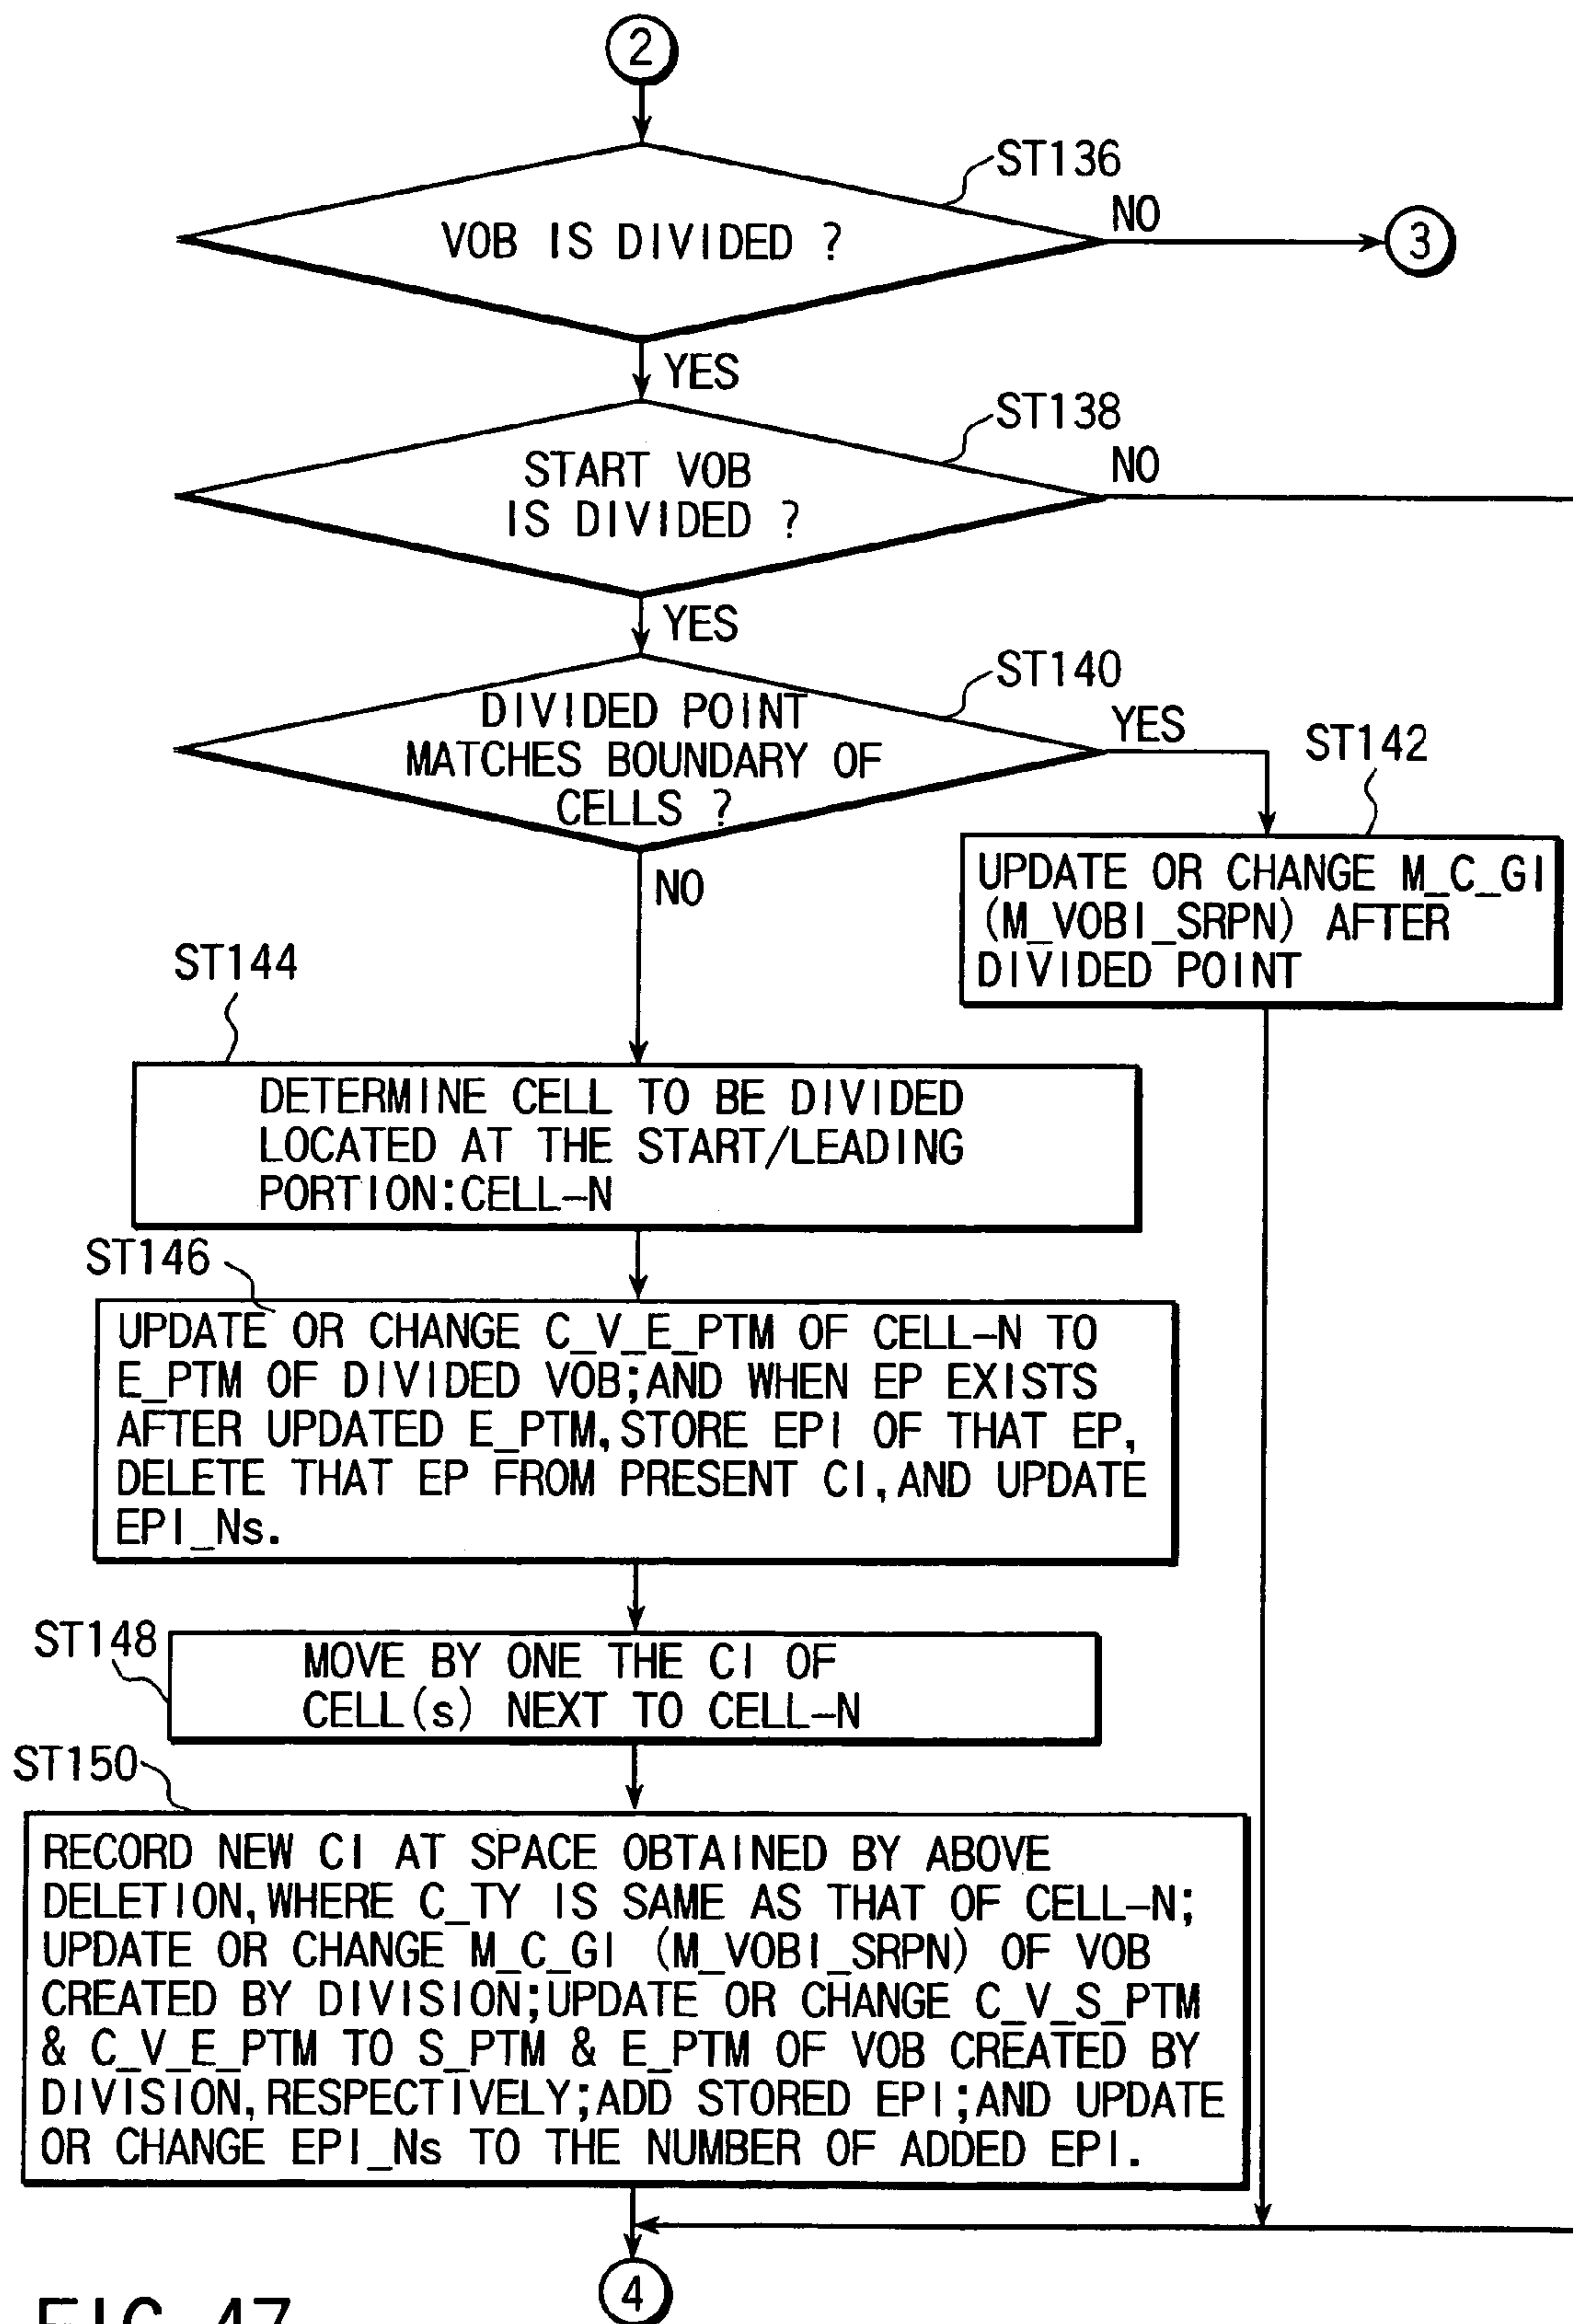 2
ST136
VOB IS DIVIDED ?
NO
3
YES
ST138
START VOB
IS DIVIDED ?
NO
YES
ST140
DIVIDED POINT
MATCHES BOUNDARY OF
CELLS ?
YES
ST142
UPDATE OR CHANGE M_C_GI
(M_VOBI_SRPN) AFTER
DIVIDED POINT
NO
ST144
DETERMINE CELL TO BE DIVIDED
LOCATED AT THE START/LEADING
PORTION:CELL-N
ST146
UPDATE OR CHANGE C_V_E_PTM OF CELL-N TO
E_PTM OF DIVIDED VOB;AND WHEN EP EXISTS
AFTER UPDATED E_PTM,STORE EPI OF THAT EP,
DELETE THAT EP FROM PRESENT CI,AND UPDATE
EPI_Ns.
ST148
MOVE BY ONE THE CI OF
CELL(s) NEXT TO CELL-N
ST150
RECORD NEW CI AT SPACE OBTAINED BY ABOVE
DELETION,WHERE C_TY IS SAME AS THAT OF CELL-N;
UPDATE OR CHANGE M_C_GI (M_VOBI_SRPN) OF VOB
CREATED BY DIVISION;UPDATE OR CHANGE C_V_S_PTM
& C_V_E_PTM TO S_PTM & E_PTM OF VOB CREATED BY
DIVISION,RESPECTIVELY;ADD STORED EPI;AND UPDATE
OR CHANGE EPI_Ns TO THE NUMBER OF ADDED EPI.
4
FIG. 47